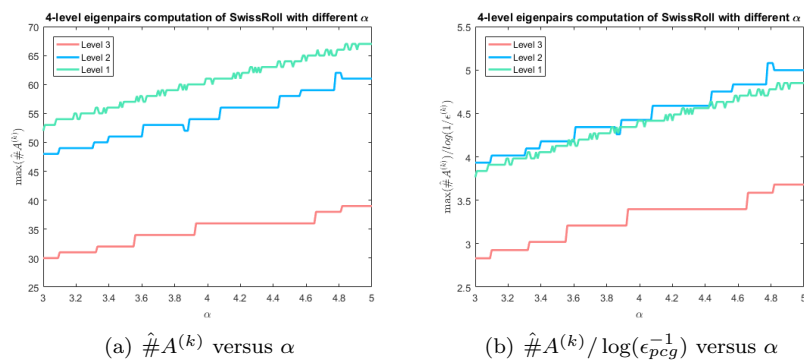 4-level eigenpairs computation of SwissRoll with different α
70
65
60
55
50
45
40
35
30
25
max(#̂A^(k))
Level 3
Level 2
Level 1
3
3.2
3.4
3.6
3.8
4
4.2
4.4
4.6
4.8
5
α
(a) #̂A^(k) versus α
4-level eigenpairs computation of SwissRoll with different α
5.5
5
4.5
4
3.5
3
2.5
max(#̂A^(k))/log(1/ϵ^(k))
Level 3
Level 2
Level 1
3
3.2
3.4
3.6
3.8
4
4.2
4.4
4.6
4.8
5
α
(b) #̂A^(k)/ log(ϵ_pcg^−1) versus α